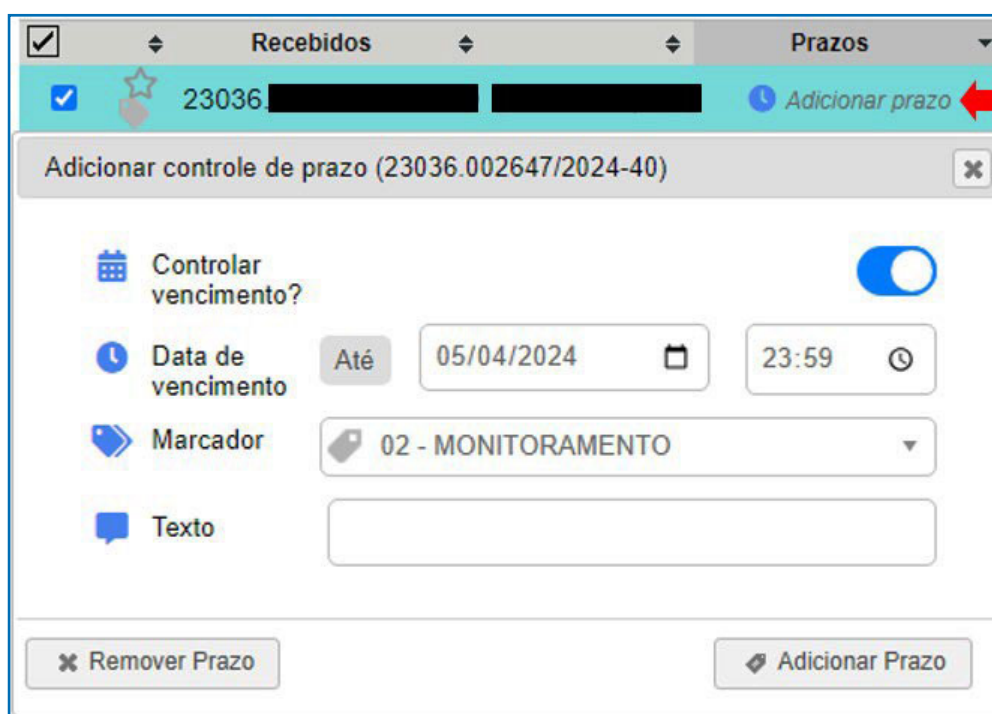 Recebidos Prazos
23036. Adicionar prazo
Adicionar controle de prazo (23036.002647/2024-40)
Controlar
vencimento?
Data de
vencimento
Até 05/04/2024 23:59
Marcador 02 - MONITORAMENTO
Texto
Remover Prazo Adicionar Prazo